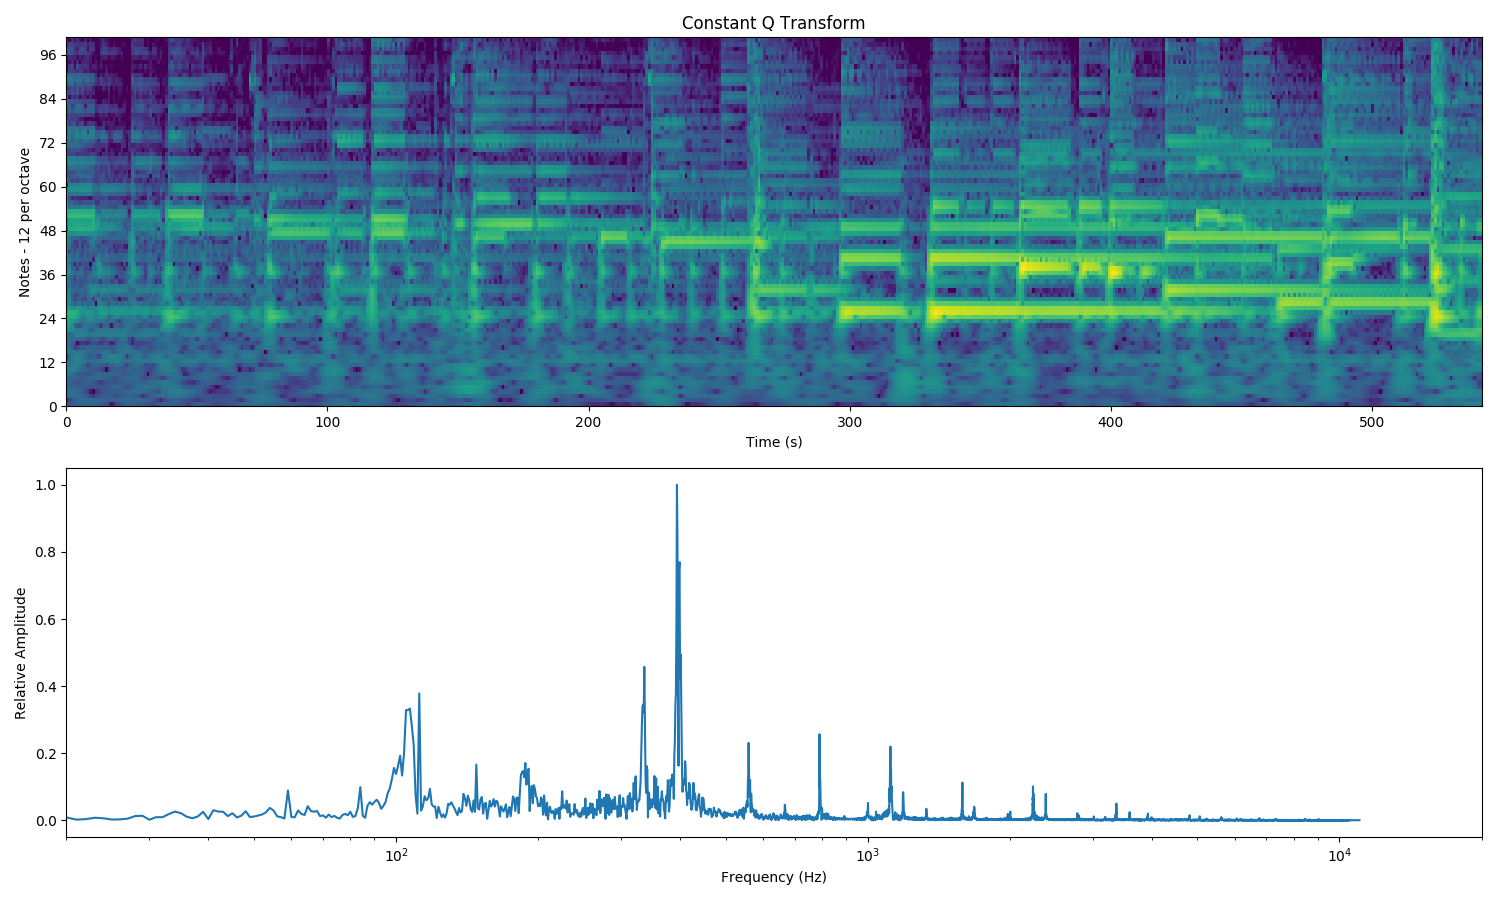 Constant Q Transform
Notes - 12 per octave
96
84
72
60
48
36
24
12
0
0 100 200 300 400 500
Time (s)
Relative Amplitude
1.0
0.8
0.6
0.4
0.2
0.0
10² 10³ 10⁴
Frequency (Hz)